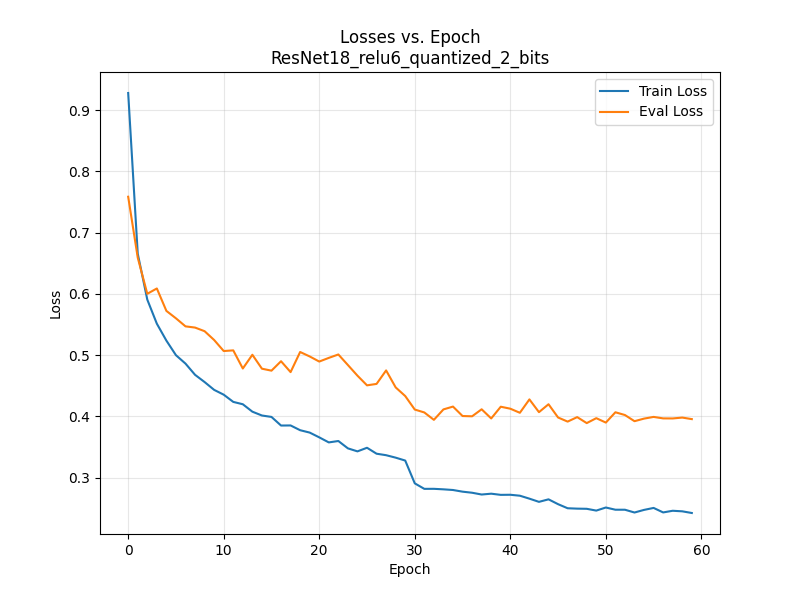 Losses vs. Epoch
ResNet18_relu6_quantized_2_bits
Train Loss
Eval Loss
0.9
0.8
0.7
0.6
0.5
0.4
0.3
Loss
0
10
20
30
40
50
60
Epoch